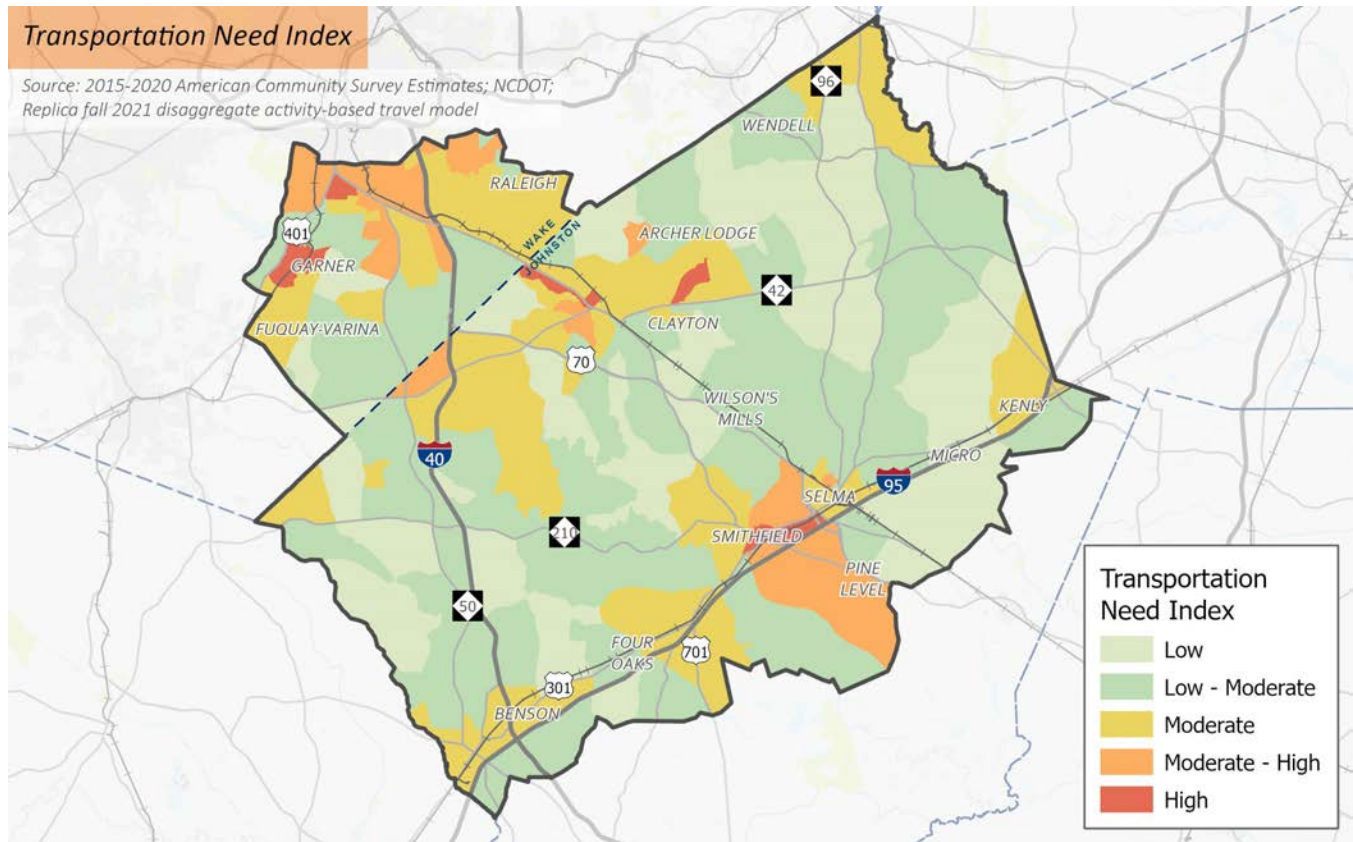 Transportation Need Index
Source: 2015-2020 American Community Survey Estimates; NCDOT;
Replica fall 2021 disaggregate activity-based travel model
96
WENDELL
RALEIGH
401
WAKE
JOHNSTON
ARCHER LODGE
GARNER
42
FUQUAY-VARINA
CLAYTON
70
WILSON'S
MILLS
KENLY
40
MICRO
95
SELMA
210
SMITHFIELD
PINE
LEVEL
50
FOUR
OAKS
701
301
BENSON
Transportation
Need Index
Low
Low - Moderate
Moderate
Moderate - High
High